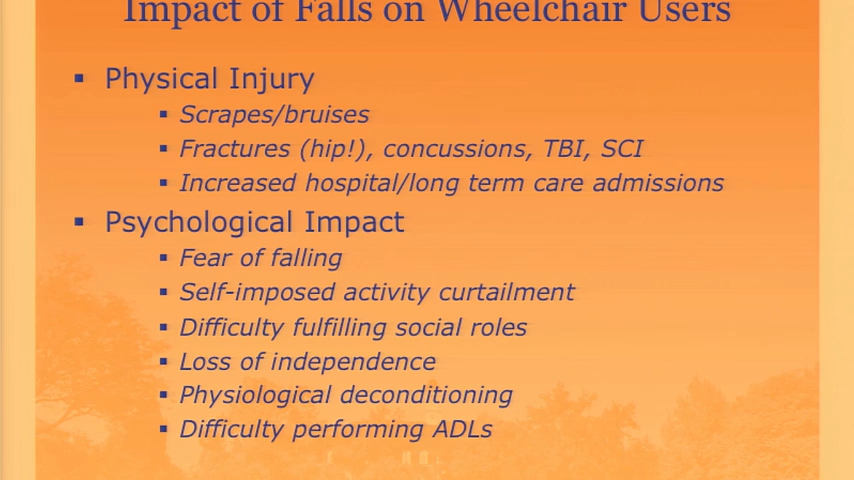 Impact of Falls on Wheelchair Users
▪ Physical Injury
▪ Scrapes/bruises
▪ Fractures (hip!), concussions, TBI, SCI
▪ Increased hospital/long term care admissions
▪ Psychological Impact
▪ Fear of falling
▪ Self-imposed activity curtailment
▪ Difficulty fulfilling social roles
▪ Loss of independence
▪ Physiological deconditioning
▪ Difficulty performing ADLs